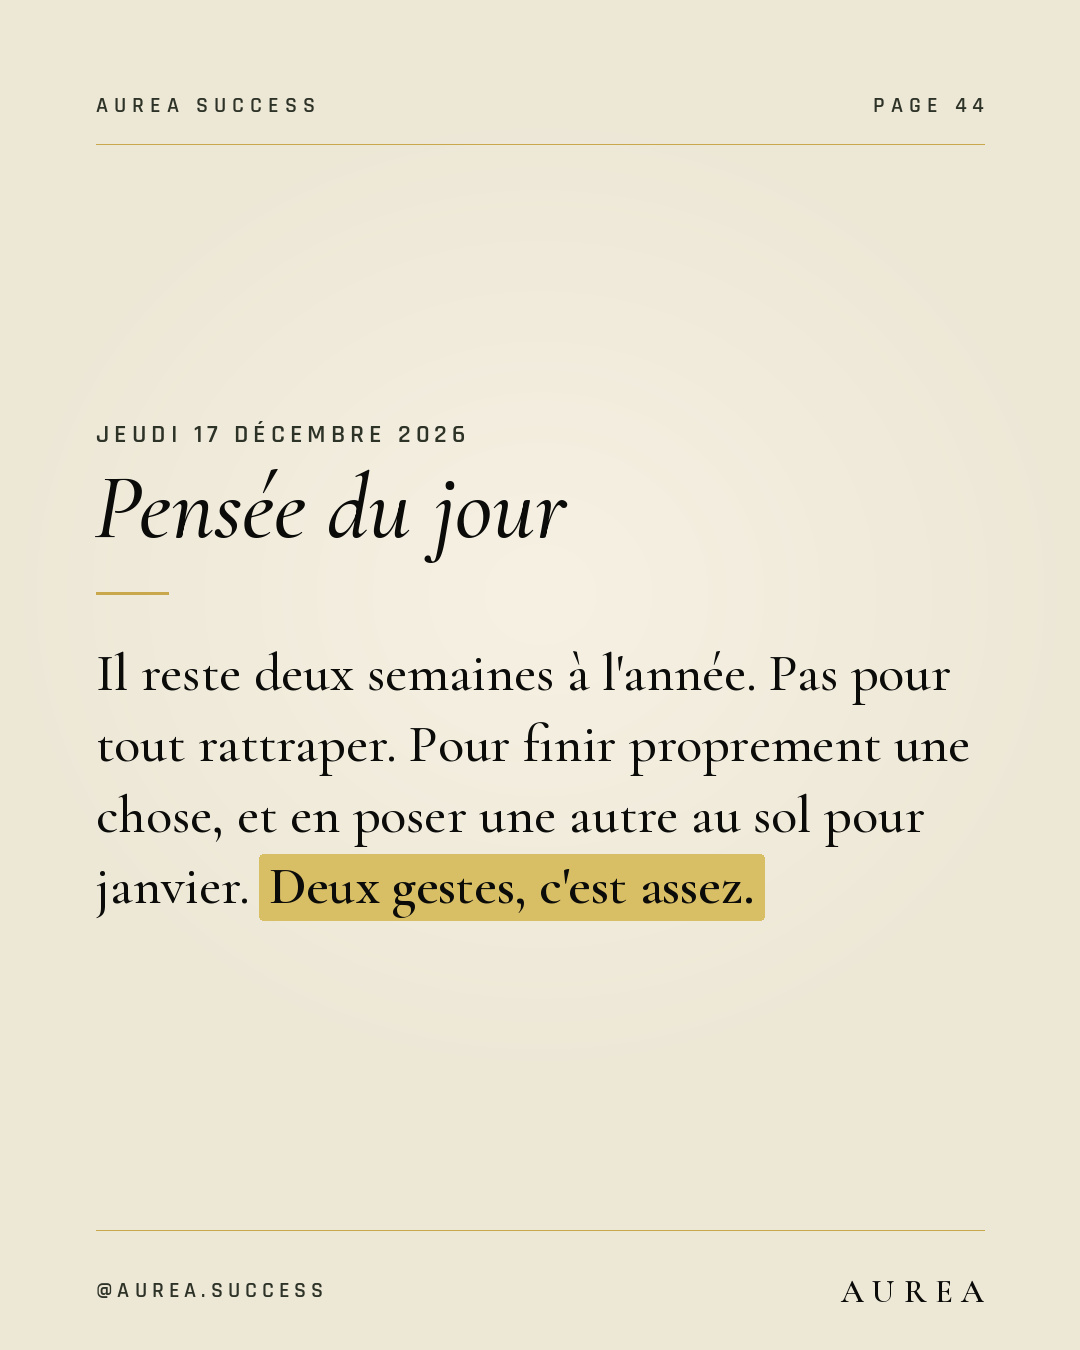 AUREA SUCCESS
PAGE 44
JEUDI 17 DÉCEMBRE 2026
Pensée du jour
Il reste deux semaines à l'année. Pas pour
tout rattraper. Pour finir proprement une
chose, et en poser une autre au sol pour
janvier. Deux gestes, c'est assez.
@AUREA.SUCCESS
AUREA